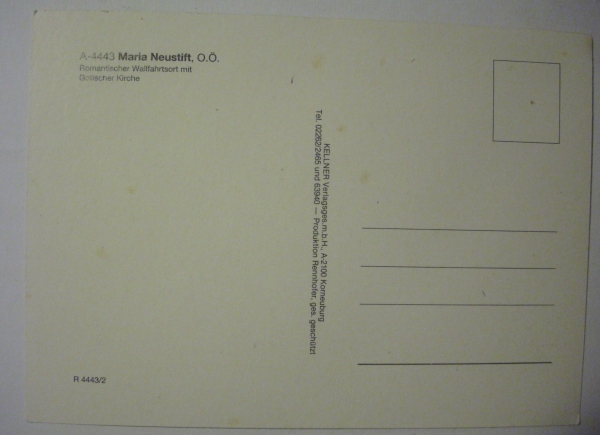 A-4443 Maria Neustift, O.Ö.
Romantischer Wallfahrtsort mit
Gotischer Kirche
KELLNER Verlagsges.m.b.H., A-2100 Korneuburg
Tel. 02262/2465 und 63940 — Produktion Rennhofer, ges. geschützt
R 4443/2